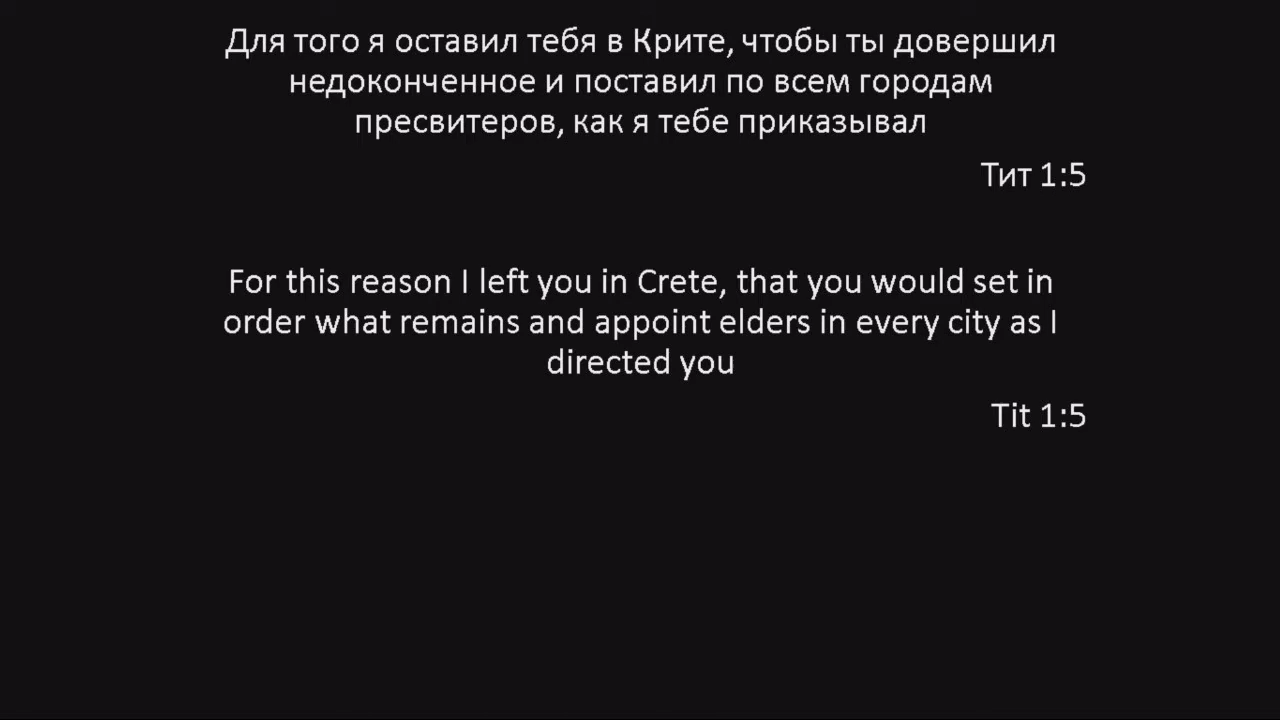 Для того я оставил тебя в Крите, чтобы ты довершил
недоконченное и поставил по всем городам
пресвитеров, как я тебе приказывал
Тит 1:5
For this reason I left you in Crete, that you would set in
order what remains and appoint elders in every city as I
directed you
Tit 1:5